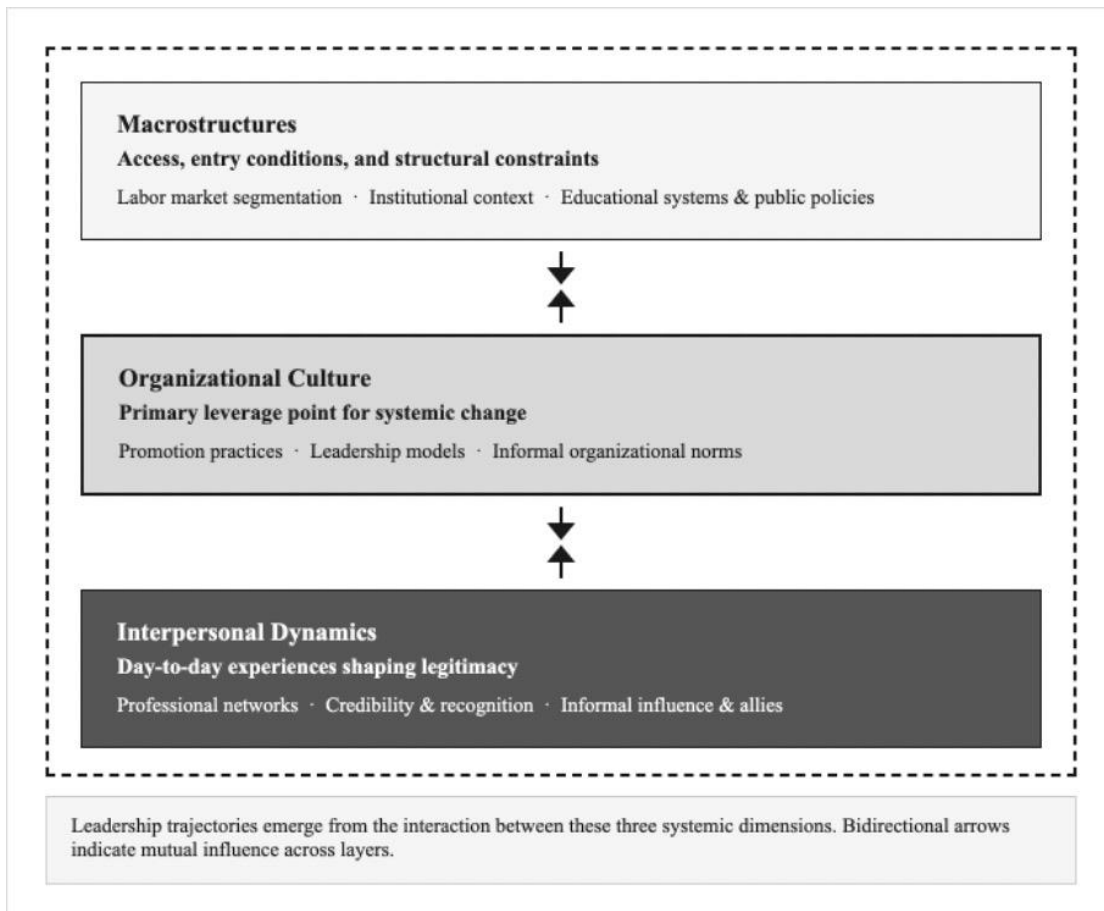 Macrostructures
Access, entry conditions, and structural constraints
Labor market segmentation · Institutional context · Educational systems & public policies
Organizational Culture
Primary leverage point for systemic change
Promotion practices · Leadership models · Informal organizational norms
Interpersonal Dynamics
Day-to-day experiences shaping legitimacy
Professional networks · Credibility & recognition · Informal influence & allies
Leadership trajectories emerge from the interaction between these three systemic dimensions. Bidirectional arrows
indicate mutual influence across layers.